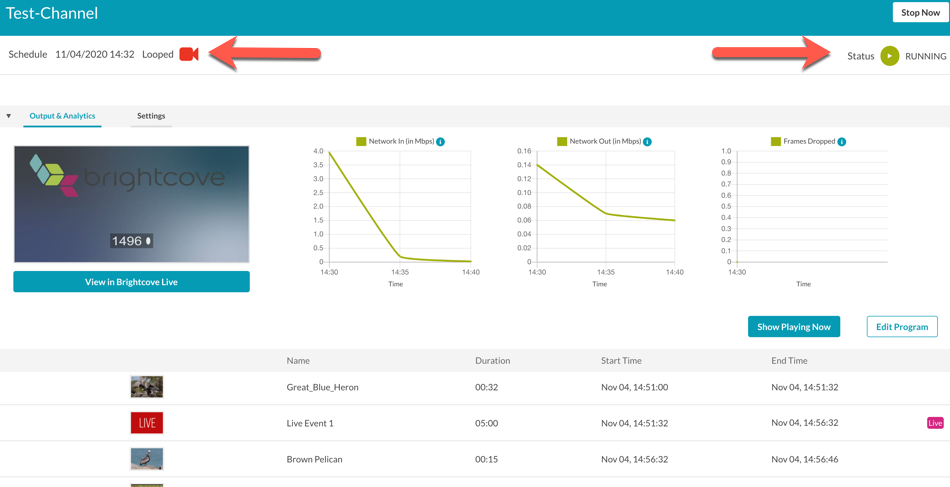 Test-Channel
Stop Now
Schedule 11/04/2020 14:32 Looped
Status RUNNING
Output & Analytics Settings
brightcove
1496
View in Brightcove Live
Network In (in Mbps) i
4.0
3.5
3.0
2.5
2.0
1.5
1.0
0.5
0
14:30 14:35 14:40
Time
Network Out (in Mbps) i
0.16
0.14
0.12
0.10
0.08
0.06
0.04
0.02
0
14:30 14:35 14:40
Time
Frames Dropped i
1.0
0.9
0.8
0.7
0.6
0.5
0.4
0.3
0.2
0.1
0
14:30
Time
Show Playing Now Edit Program
Name Duration Start Time End Time
Great_Blue_Heron 00:32 Nov 04, 14:51:00 Nov 04, 14:51:32
LIVE Live Event 1 05:00 Nov 04, 14:51:32 Nov 04, 14:56:32 Live
Brown Pelican 00:15 Nov 04, 14:56:32 Nov 04, 14:56:46